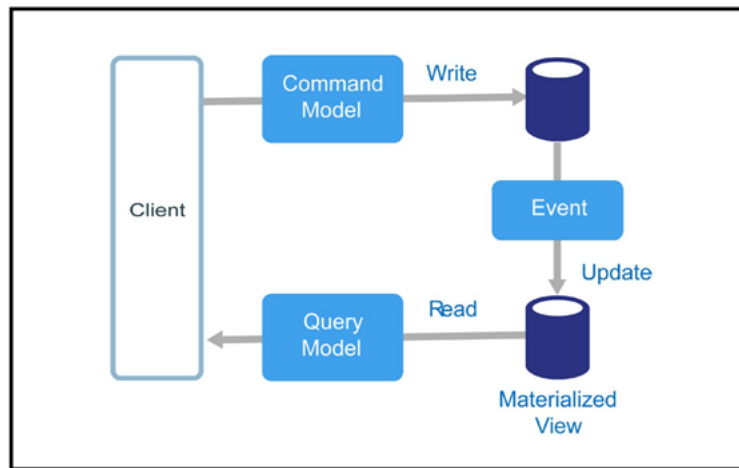 Command
Model
Write
Client
Event
Update
Query
Model
Read
Materialized
View